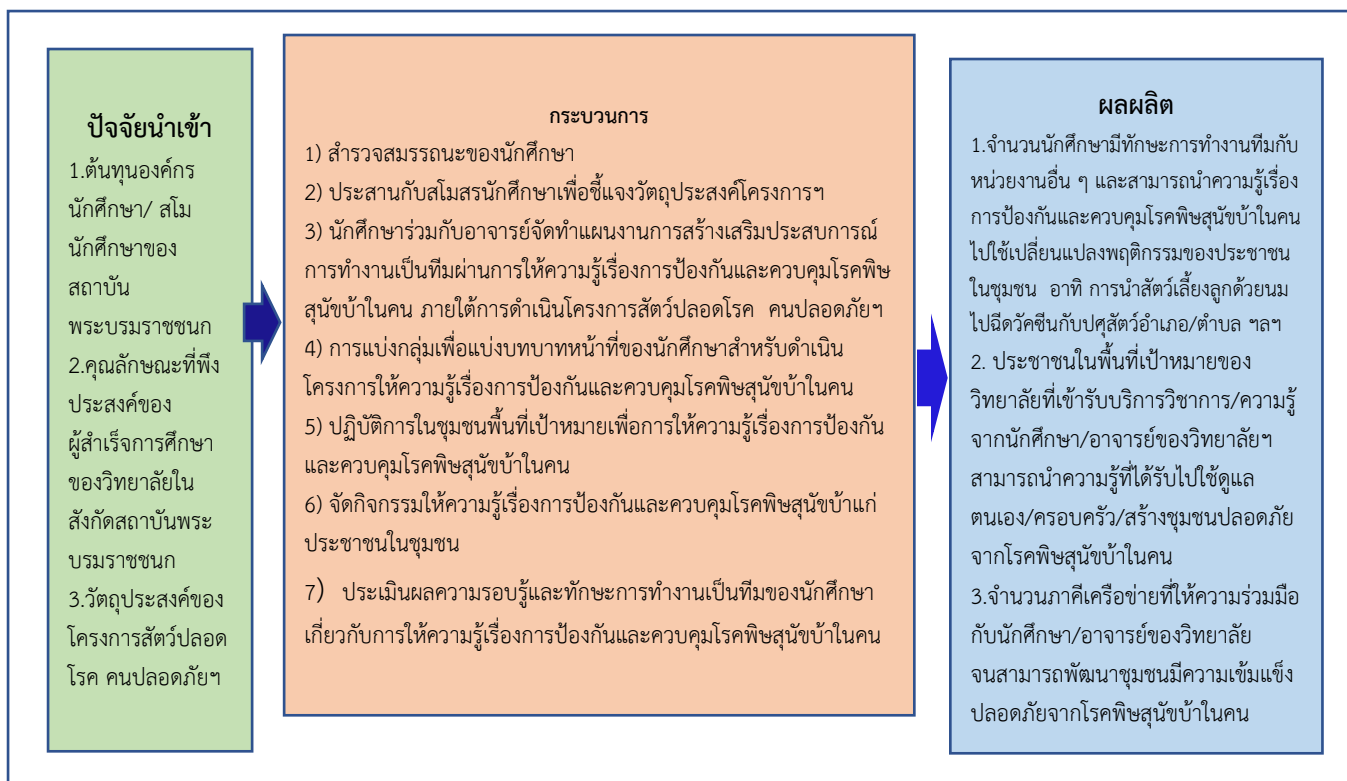 ปัจจัยนำเข้า
1.ต้นทุนองค์กร
นักศึกษา/ สโม
นักศึกษาของ
สถาบัน
พระบรมราชชนก
2.คุณลักษณะที่พึง
ประสงค์ของ
ผู้สำเร็จการศึกษา
ของวิทยาลัยใน
สังกัดสถาบันพระ
บรมราชชนก
3.วัตถุประสงค์ของ
โครงการสัตว์ปลอด
โรค คนปลอดภัยฯ
กระบวนการ
1) สำรวจสมรรถนะของนักศึกษา
2) ประสานกับสโมสรนักศึกษาเพื่อชี้แจงวัตถุประสงค์โครงการฯ
3) นักศึกษาร่วมกับอาจารย์จัดทำแผนงานการสร้างเสริมประสบการณ์
การทำงานเป็นทีมผ่านการให้ความรู้เรื่องการป้องกันและควบคุมโรคพิษ
สุนัขบ้าในคน ภายใต้การดำเนินโครงการสัตว์ปลอดโรค คนปลอดภัยฯ
4) การแบ่งกลุ่มเพื่อแบ่งบทบาทหน้าที่ของนักศึกษาสำหรับดำเนิน
โครงการให้ความรู้เรื่องการป้องกันและควบคุมโรคพิษสุนัขบ้าในคน
5) ปฏิบัติการในชุมชนพื้นที่เป้าหมายเพื่อการให้ความรู้เรื่องการป้องกัน
และควบคุมโรคพิษสุนัขบ้าในคน
6) จัดกิจกรรมให้ความรู้เรื่องการป้องกันและควบคุมโรคพิษสุนัขบ้าแก่
ประชาชนในชุมชน
7) ประเมินผลความรอบรู้และทักษะการทำงานเป็นทีมของนักศึกษา
เกี่ยวกับการให้ความรู้เรื่องการป้องกันและควบคุมโรคพิษสุนัขบ้าในคน
ผลผลิต
1.จำนวนนักศึกษามีทักษะการทำงานทีมกับ
หน่วยงานอื่น ๆ และสามารถนำความรู้เรื่อง
การป้องกันและควบคุมโรคพิษสุนัขบ้าในคน
ไปใช้เปลี่ยนแปลงพฤติกรรมของประชาชน
ในชุมชน อาทิ การนำสัตว์เลี้ยงลูกด้วยนม
ไปฉีดวัคซีนกับปศุสัตว์อำเภอ/ตำบล ฯลฯ
2. ประชาชนในพื้นที่เป้าหมายของ
วิทยาลัยที่เข้ารับบริการวิชาการ/ความรู้
จากนักศึกษา/อาจารย์ของวิทยาลัยฯ
สามารถนำความรู้ที่ได้รับไปใช้ดูแล
ตนเอง/ครอบครัว/สร้างชุมชนปลอดภัย
จากโรคพิษสุนัขบ้าในคน
3.จำนวนภาคีเครือข่ายที่ให้ความร่วมมือ
กับนักศึกษา/อาจารย์ของวิทยาลัย
จนสามารถพัฒนาชุมชนมีความเข้มแข็ง
ปลอดภัยจากโรคพิษสุนัขบ้าในคน